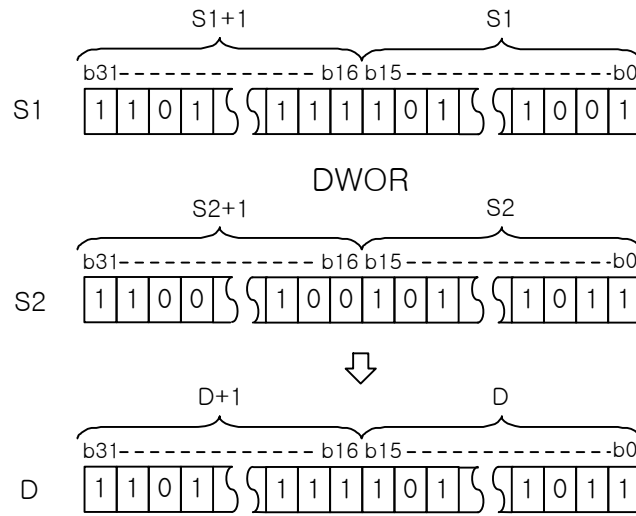 S1+1 S1
b31------------------b16 b15--------------------b0
S1 1 1 0 1 1 1 1 1 0 1 1 0 0 1
DWOR
S2+1 S2
b31------------------b16 b15--------------------b0
S2 1 1 0 0 1 0 0 1 0 1 1 0 1 1
D+1 D
b31------------------b16 b15--------------------b0
D 1 1 0 1 1 1 1 1 0 1 1 0 1 1